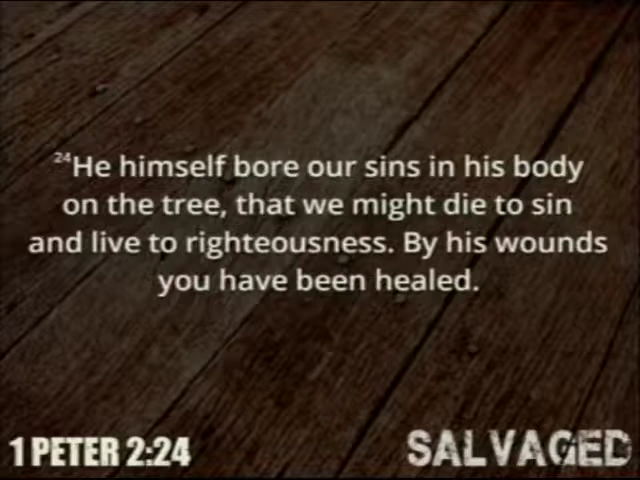 24He himself bore our sins in his body
on the tree, that we might die to sin
and live to righteousness. By his wounds
you have been healed.
1 PETER 2:24
SALVAGED